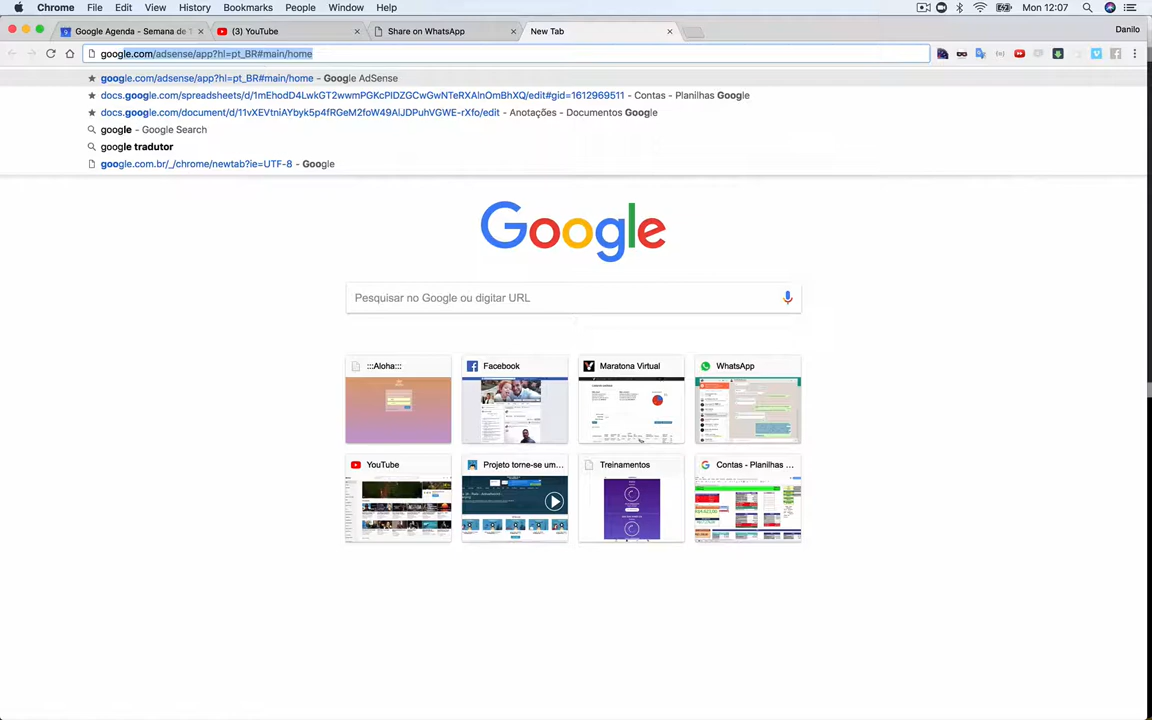 Chrome File Edit View History Bookmarks People Window Help Mon 12:07
Google Agenda - Semana de T (3) YouTube Share on WhatsApp New Tab Danilo
google.com/adsense/app?hl=pt_BR#main/home
google.com/adsense/app?hl=pt_BR#main/home – Google AdSense
docs.google.com/spreadsheets/d/1mEhodD4LwkGT2wwmPGKcPIDZGCwGwNTeRXAlnOmBhXQ/edit#gid=1612969511 - Contas - Planilhas Google
docs.google.com/document/d/11vXEVtniAYbyk5p4fRGeM2foW49AlJDPuhVGWE-rXfo/edit - Anotações - Documentos Google
google – Google Search
google tradutor
google.com.br/_/chrome/newtab?ie=UTF-8 - Google
Google
Pesquisar no Google ou digitar URL
:::Aloha::: Facebook Maratona Virtual WhatsApp
YouTube Projeto torne-se um... Treinamentos Contas - Planilhas ...